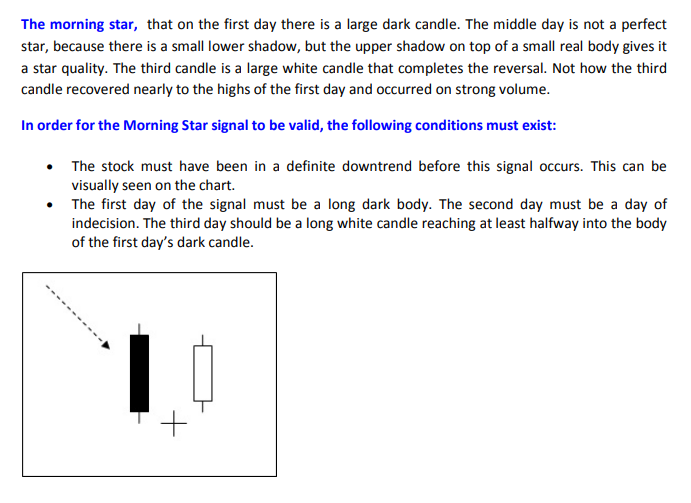 The morning star, that on the first day there is a large dark candle. The middle day is not a perfect
star, because there is a small lower shadow, but the upper shadow on top of a small real body gives it
a star quality. The third candle is a large white candle that completes the reversal. Not how the third
candle recovered nearly to the highs of the first day and occurred on strong volume.
In order for the Morning Star signal to be valid, the following conditions must exist:
• The stock must have been in a definite downtrend before this signal occurs. This can be
visually seen on the chart.
• The first day of the signal must be a long dark body. The second day must be a day of
indecision. The third day should be a long white candle reaching at least halfway into the body
of the first day’s dark candle.